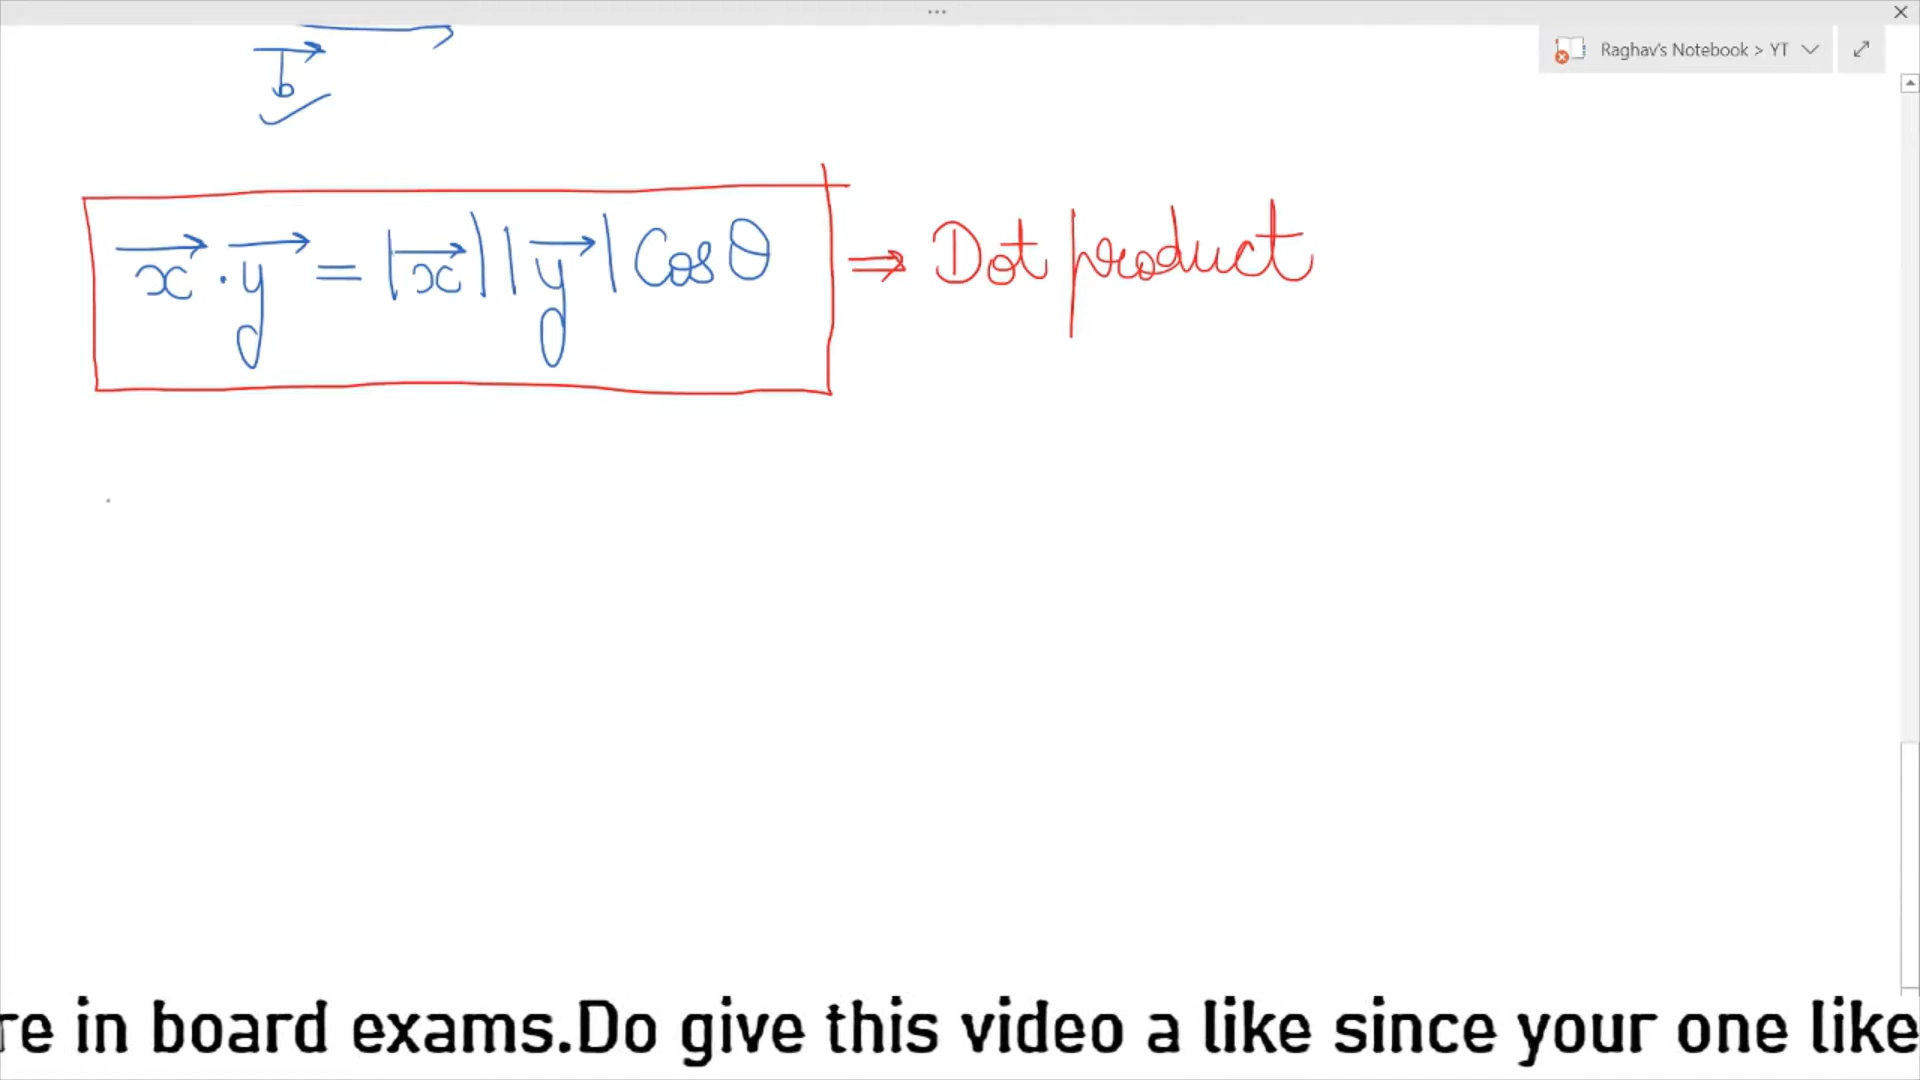 ...
Raghav's Notebook > YT
b⃗
x⃗ · y⃗ = |x⃗| |y⃗| Cos θ ⇒ Dot product
re in board exams.Do give this video a like since your one like